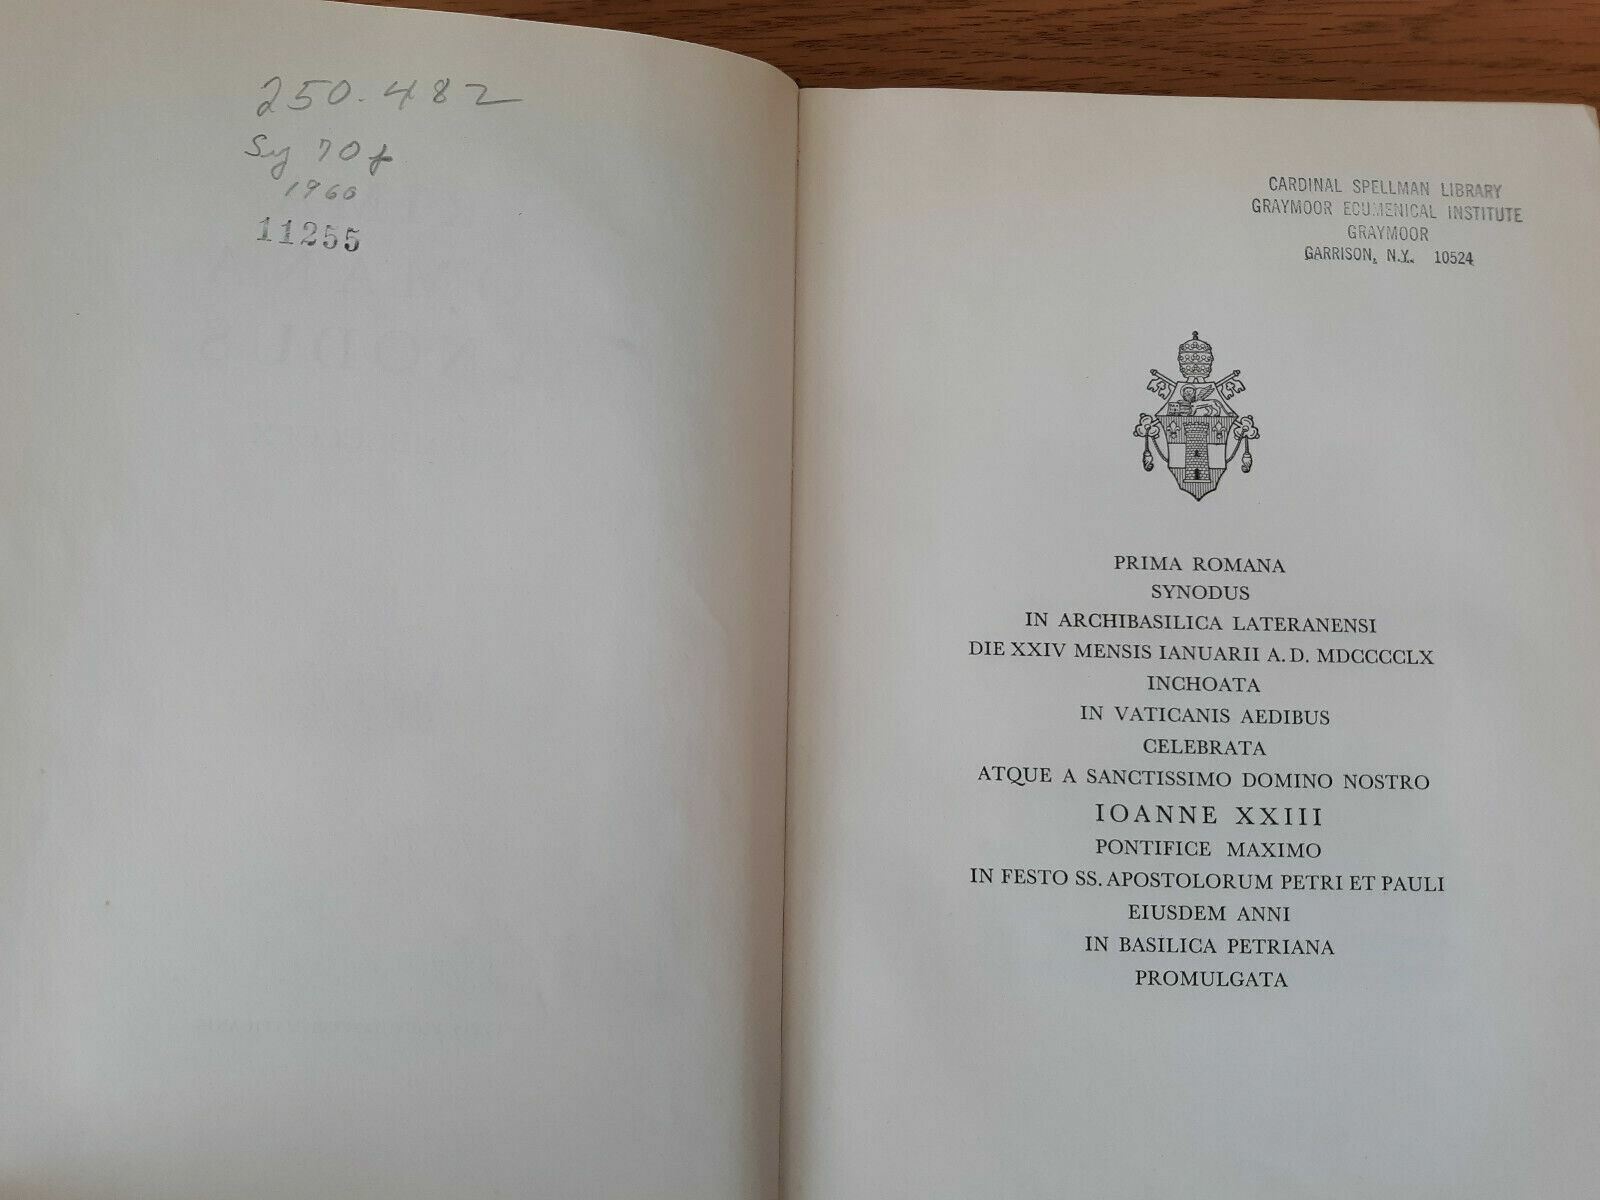 250.482
Sy 70p
1960
11255
CARDINAL SPELLMAN LIBRARY
GRAYMOOR ECUMENICAL INSTITUTE
GRAYMOOR
GARRISON, N.Y. 10524
PRIMA ROMANA
SYNODUS
IN ARCHIBASILICA LATERANENSI
DIE XXIV MENSIS IANUARII A.D. MDCCCCLX
INCHOATA
IN VATICANIS AEDIBUS
CELEBRATA
ATQUE A SANCTISSIMO DOMINO NOSTRO
IOANNE XXIII
PONTIFICE MAXIMO
IN FESTO SS. APOSTOLORUM PETRI ET PAULI
EIUSDEM ANNI
IN BASILICA PETRIANA
PROMULGATA